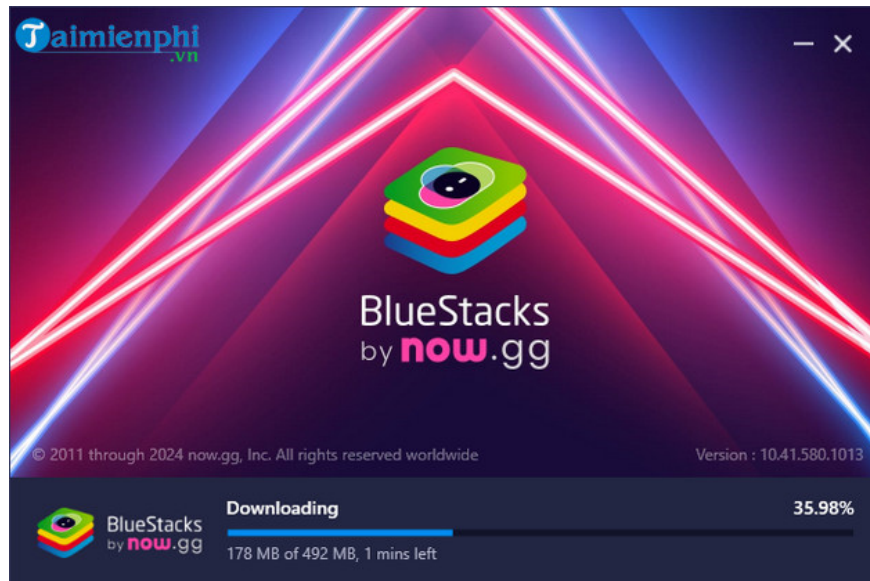 Taimienphi
.vn
BlueStacks
by now.gg
© 2011 through 2024 now.gg, Inc. All rights reserved worldwide
Version : 10.41.580.1013
BlueStacks
by now.gg
Downloading
35.98%
178 MB of 492 MB, 1 mins left